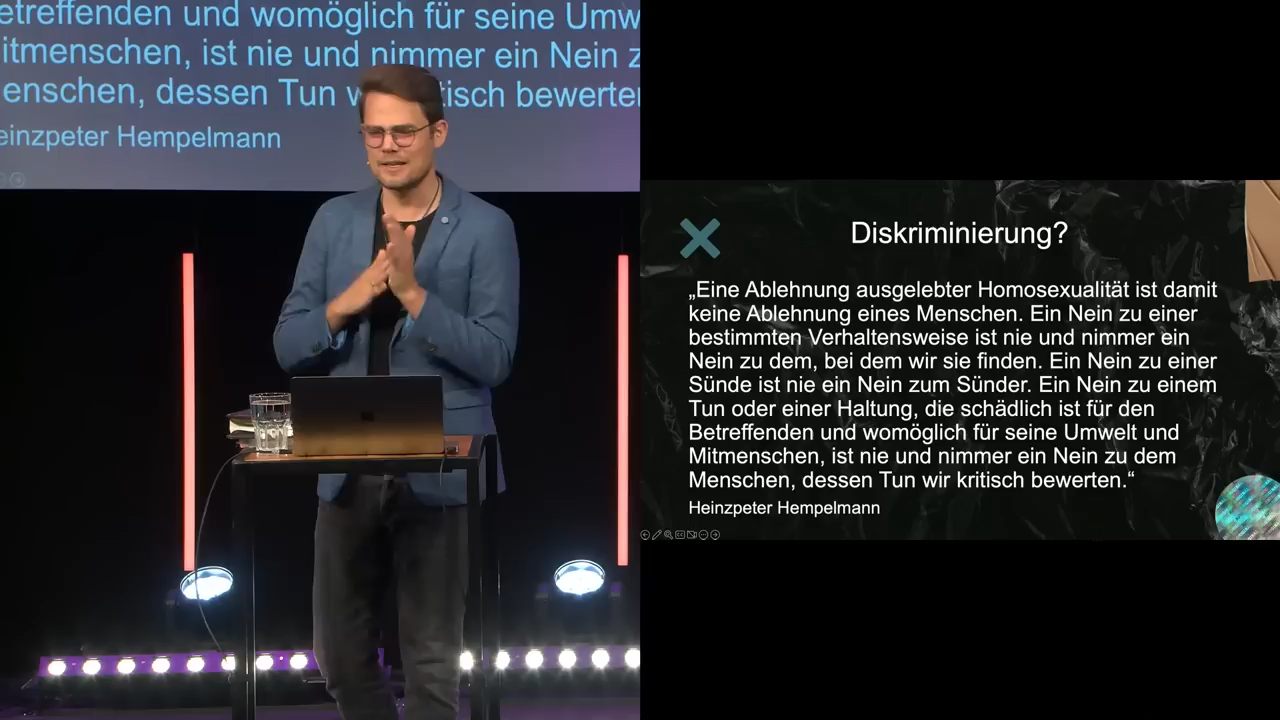 etreffenden und womöglich für seine Umw
itmenschen, ist nie und nimmer ein Nein z
enschen, dessen Tun w tisch bewerter
einzpeter Hempelmann
Diskriminierung?
„Eine Ablehnung ausgelebter Homosexualität ist damit
keine Ablehnung eines Menschen. Ein Nein zu einer
bestimmten Verhaltensweise ist nie und nimmer ein
Nein zu dem, bei dem wir sie finden. Ein Nein zu einer
Sünde ist nie ein Nein zum Sünder. Ein Nein zu einem
Tun oder einer Haltung, die schädlich ist für den
Betreffenden und womöglich für seine Umwelt und
Mitmenschen, ist nie und nimmer ein Nein zu dem
Menschen, dessen Tun wir kritisch bewerten.“
Heinzpeter Hempelmann